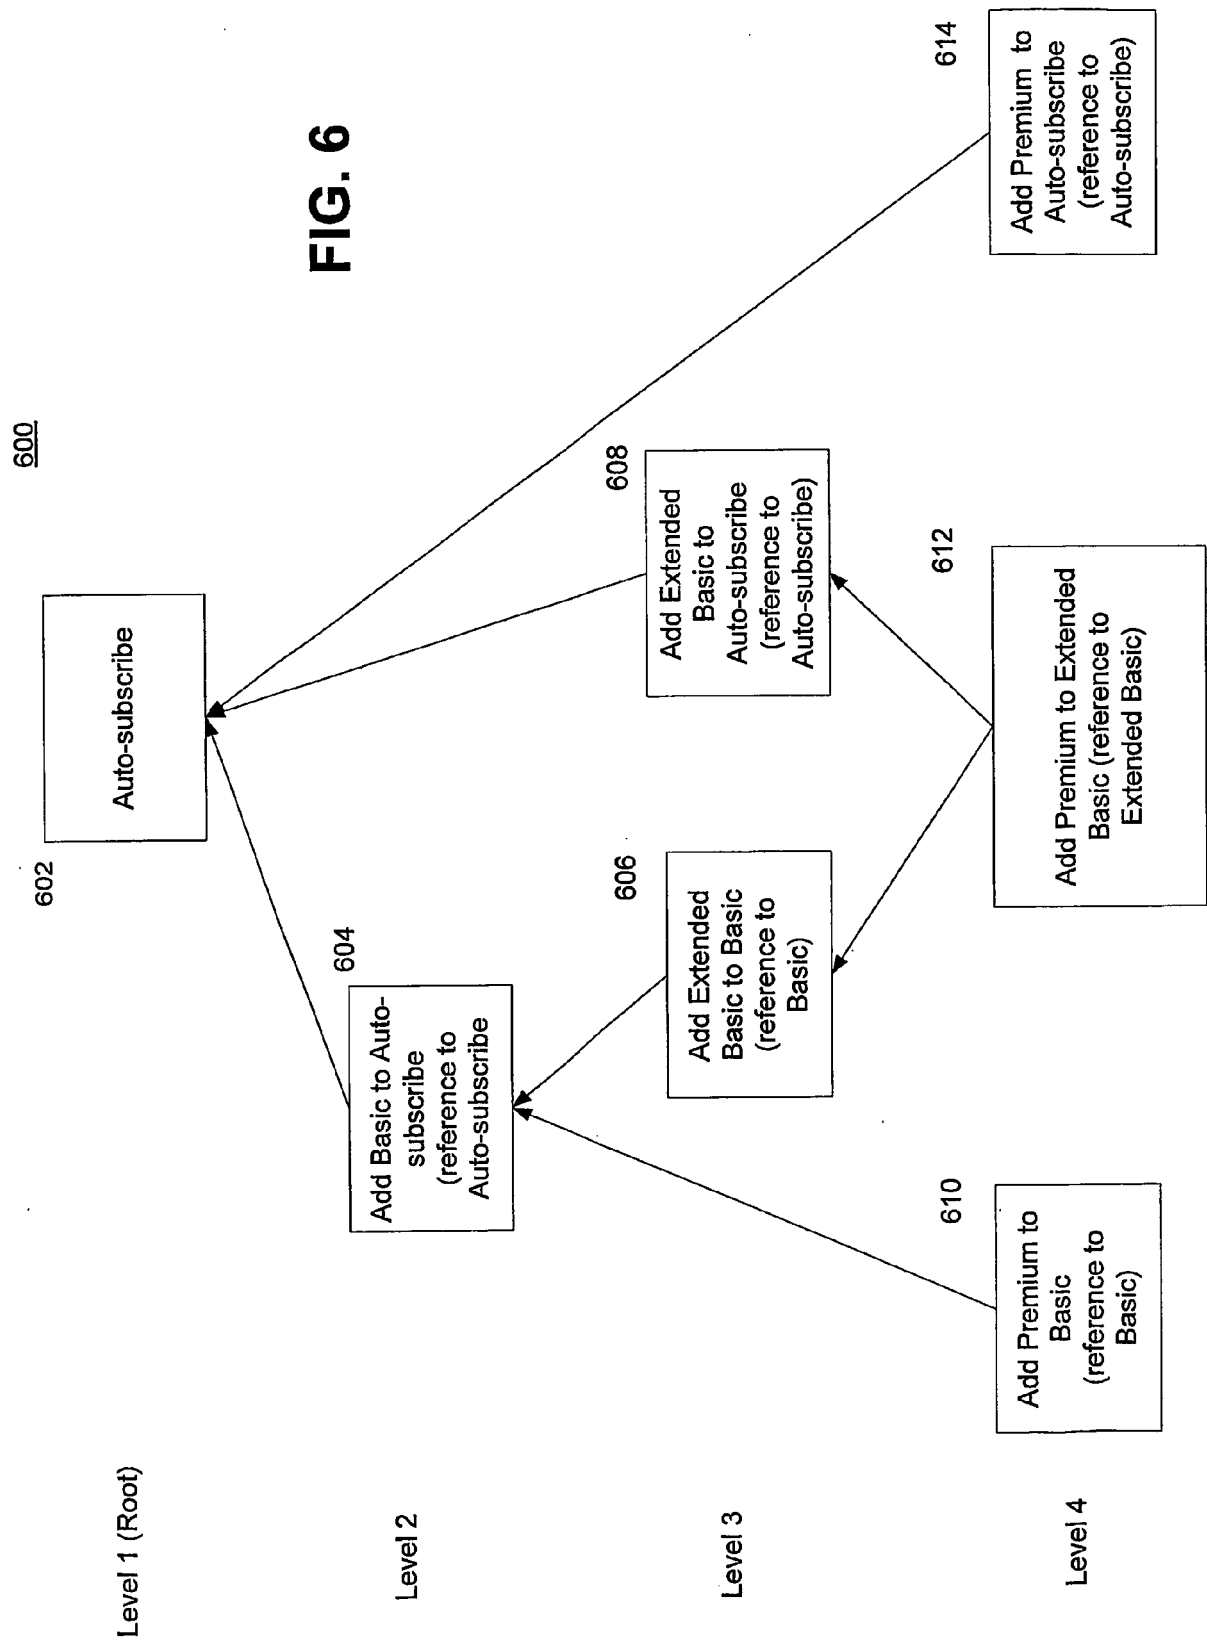 600
FIG. 6
Level 1 (Root)
602
Auto-subscribe
Level 2
604
Add Basic to Auto-
subscribe
(reference to
Auto-subscribe
Level 3
606
Add Extended
Basic to Basic
(reference to
Basic)
608
Add Extended
Basic to
Auto-subscribe
(reference to
Auto-subscribe)
Level 4
610
Add Premium to
Basic
(reference to
Basic)
612
Add Premium to Extended
Basic (reference to
Extended Basic)
614
Add Premium to
Auto-subscribe
(reference to
Auto-subscribe)